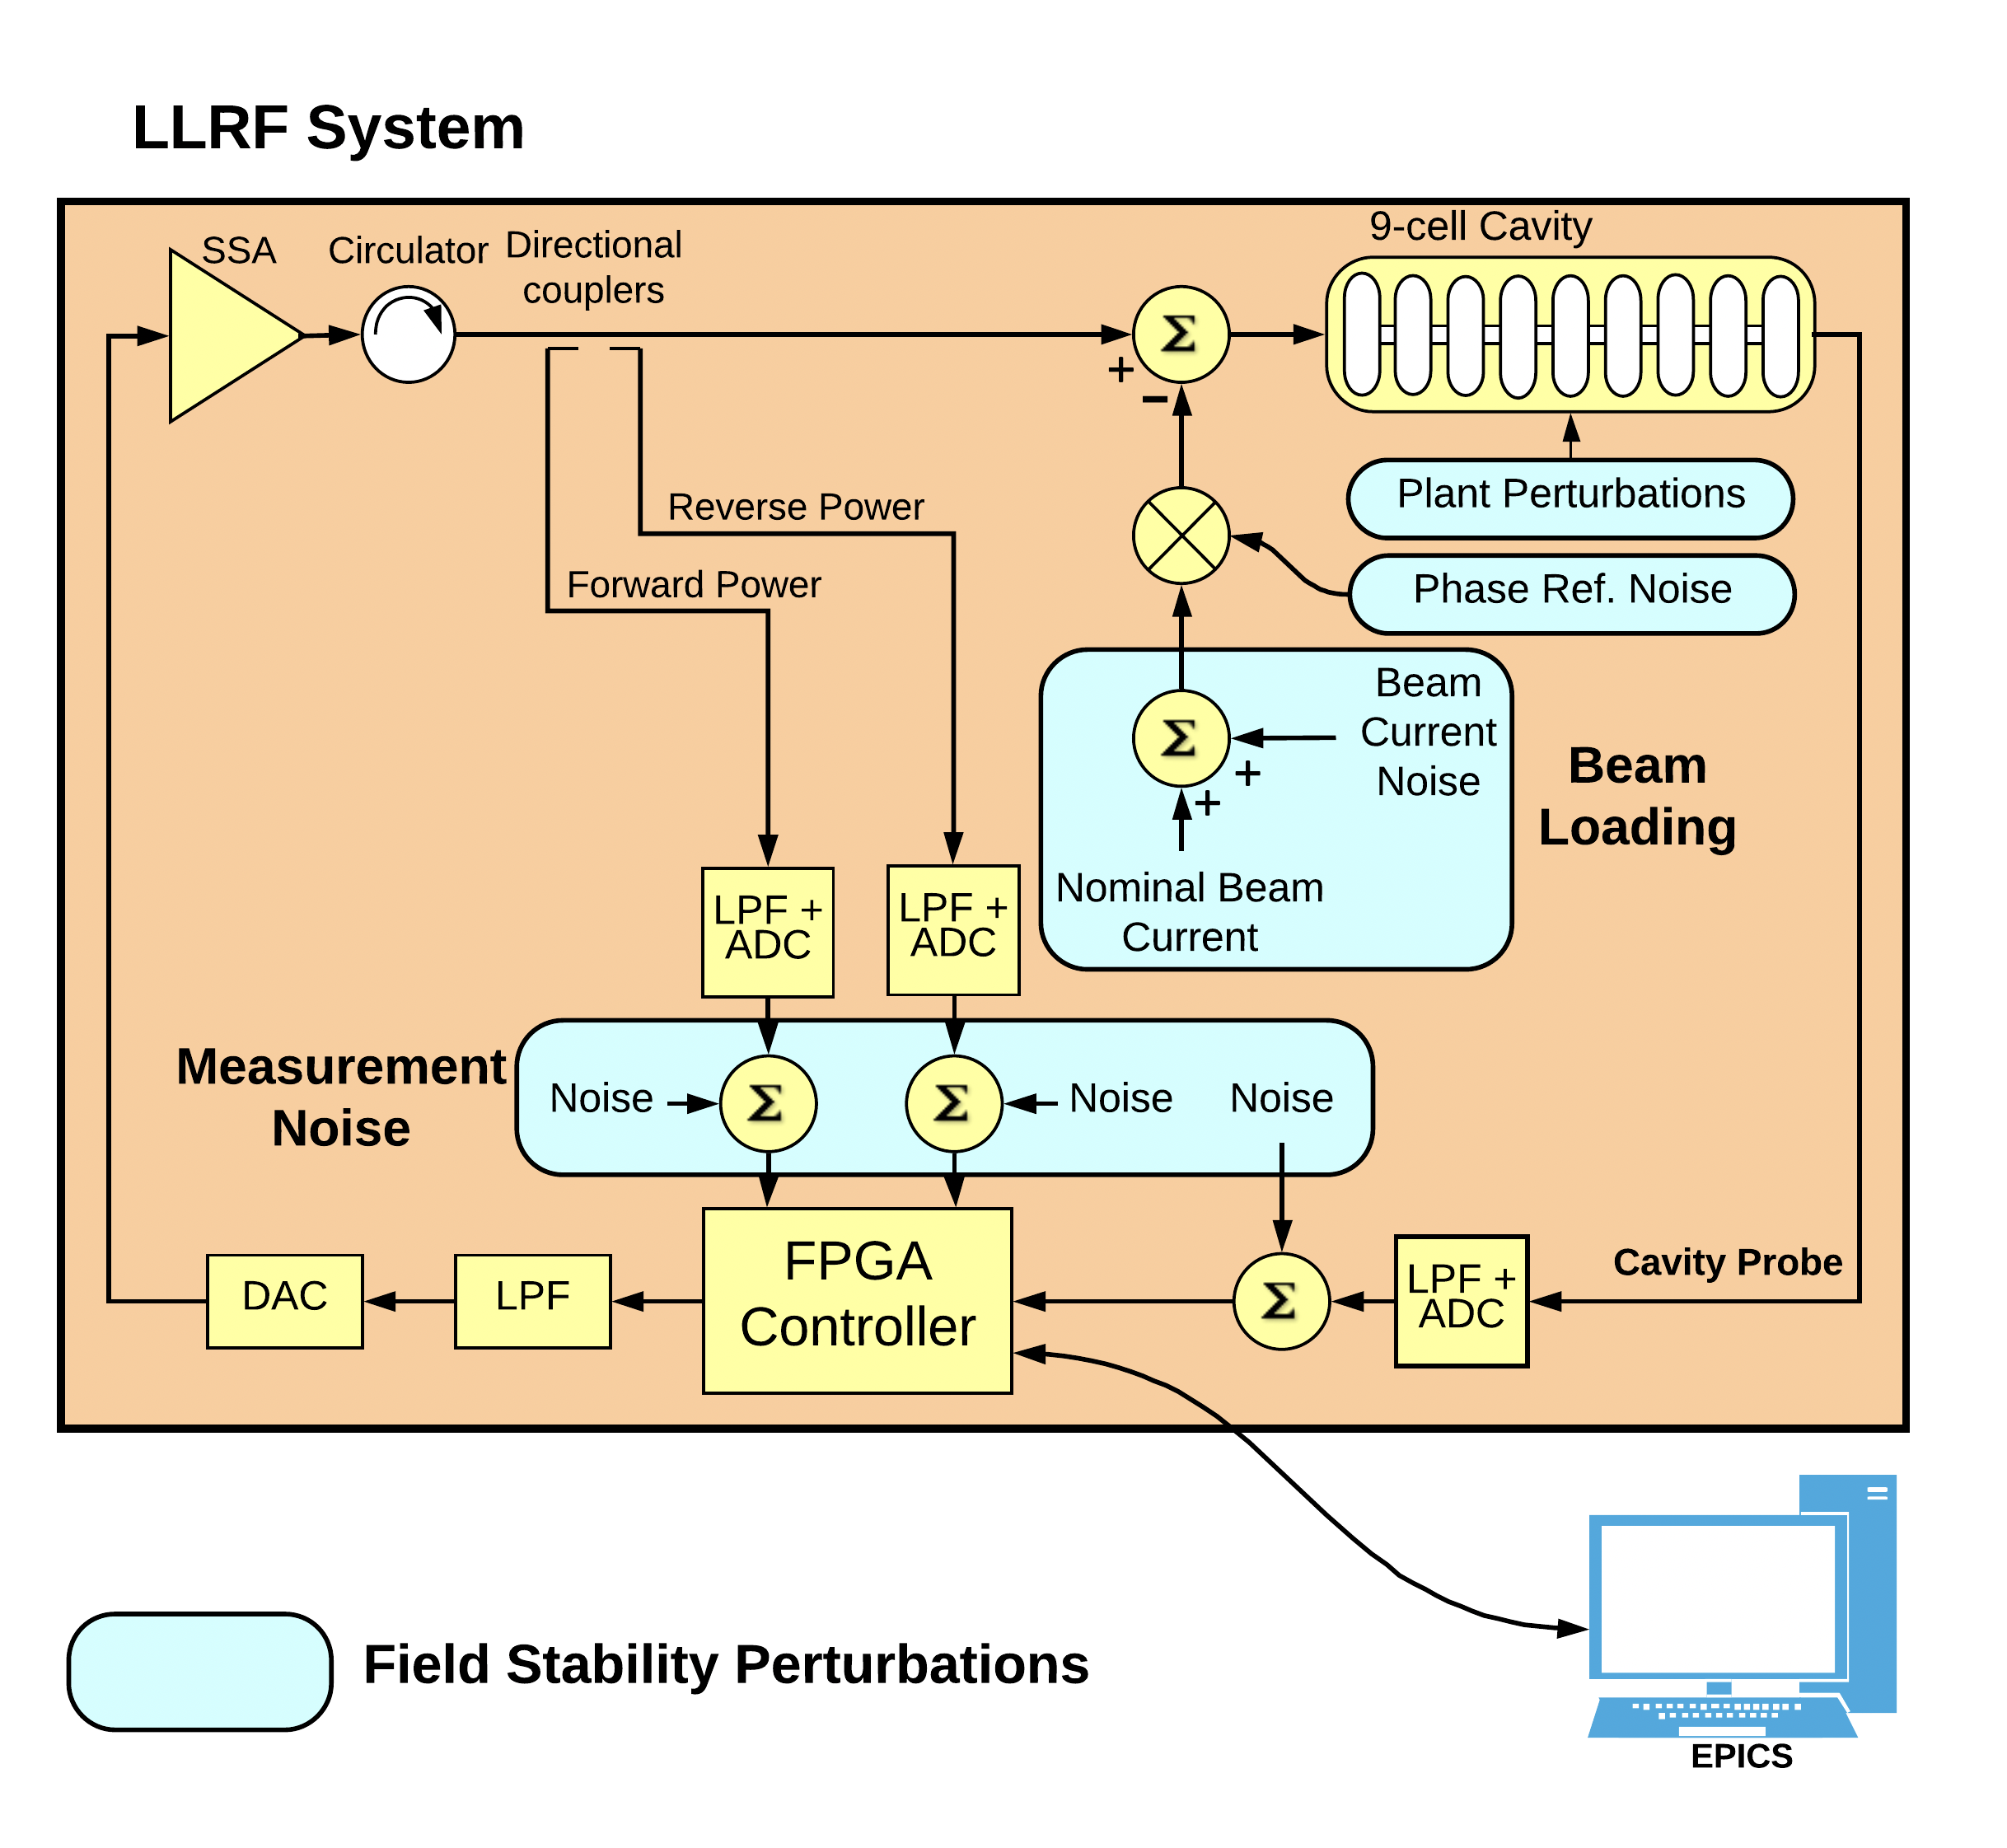 LLRF System
SSA
Circulator
Directional
couplers
9-cell Cavity
Σ
+
−
Plant Perturbations
Reverse Power
Phase Ref. Noise
Forward Power
Beam
Current
Noise
Σ
+
+
Nominal Beam
Current
Beam
Loading
LPF +
ADC
LPF +
ADC
Measurement
Noise
Noise
Σ
Σ
Noise
Noise
DAC
LPF
FPGA
Controller
Σ
LPF +
ADC
Cavity Probe
Field Stability Perturbations
EPICS